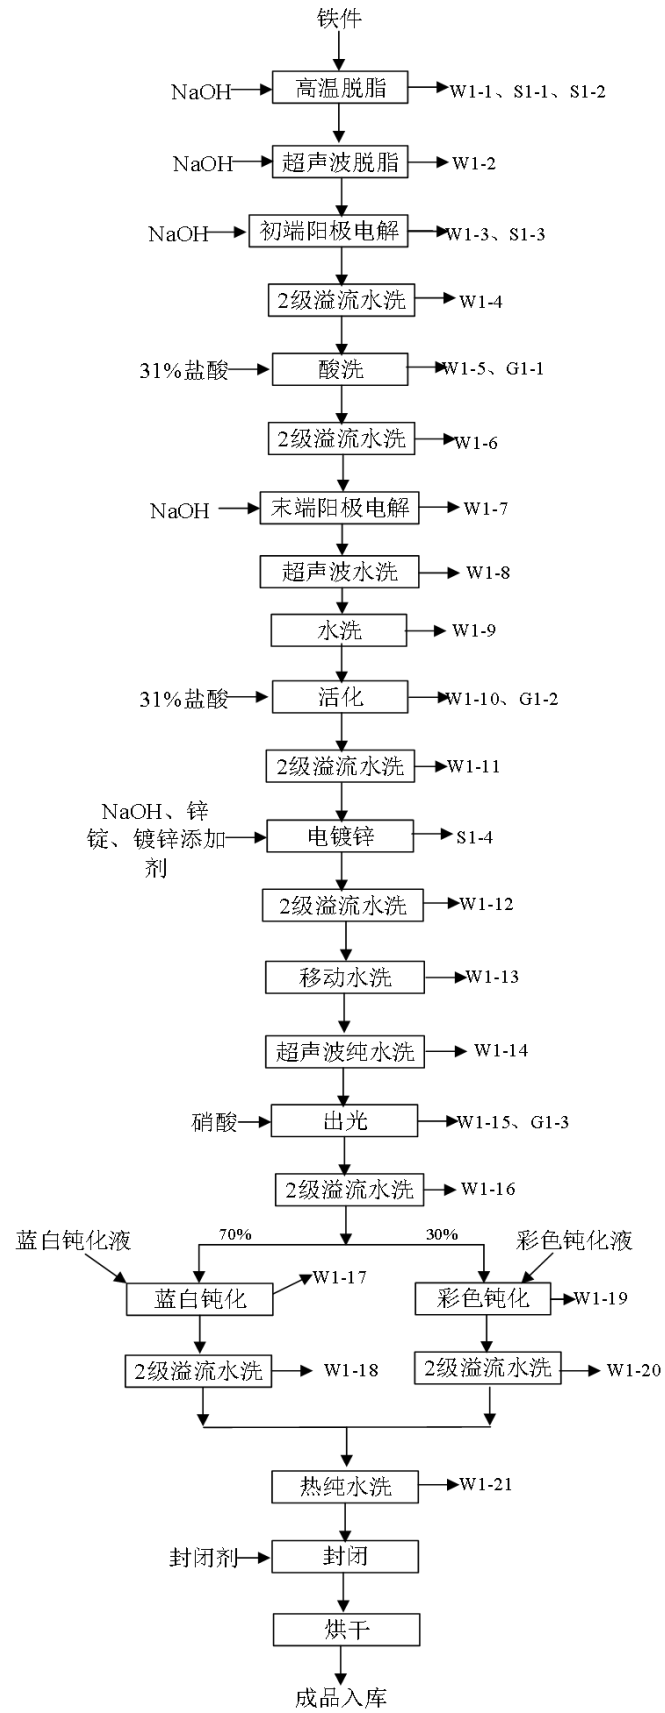 铁件
NaOH
高温脱脂
W1-1、S1-1、S1-2
NaOH
超声波脱脂
W1-2
NaOH
初端阳极电解
W1-3、S1-3
2级溢流水洗
W1-4
31%盐酸
酸洗
W1-5、G1-1
2级溢流水洗
W1-6
NaOH
末端阳极电解
W1-7
超声波水洗
W1-8
水洗
W1-9
31%盐酸
活化
W1-10、G1-2
2级溢流水洗
W1-11
NaOH、锌
锭、镀锌添加
剂
电镀锌
S1-4
2级溢流水洗
W1-12
移动水洗
W1-13
超声波纯水洗
W1-14
硝酸
出光
W1-15、G1-3
2级溢流水洗
W1-16
70%
30%
蓝白钝化液
彩色钝化液
蓝白钝化
W1-17
彩色钝化
W1-19
2级溢流水洗
W1-18
2级溢流水洗
W1-20
热纯水洗
W1-21
封闭剂
封闭
烘干
成品入库